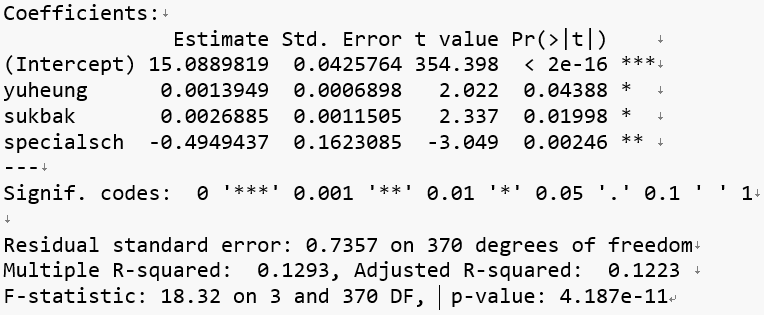 Coefficients:↓
Estimate Std. Error t value Pr(>|t|) ↓
(Intercept) 15.0889819 0.0425764 354.398 < 2e-16 ***↓
yuheung 0.0013949 0.0006898 2.022 0.04388 * ↓
sukbak 0.0026885 0.0011505 2.337 0.01998 * ↓
specialsch -0.4949437 0.1623085 -3.049 0.00246 ** ↓
---↓
Signif. codes: 0 '***' 0.001 '**' 0.01 '*' 0.05 '.' 0.1 ' ' 1↓
↓
Residual standard error: 0.7357 on 370 degrees of freedom↓
Multiple R-squared: 0.1293, Adjusted R-squared: 0.1223 ↓
F-statistic: 18.32 on 3 and 370 DF, p-value: 4.187e-11↵